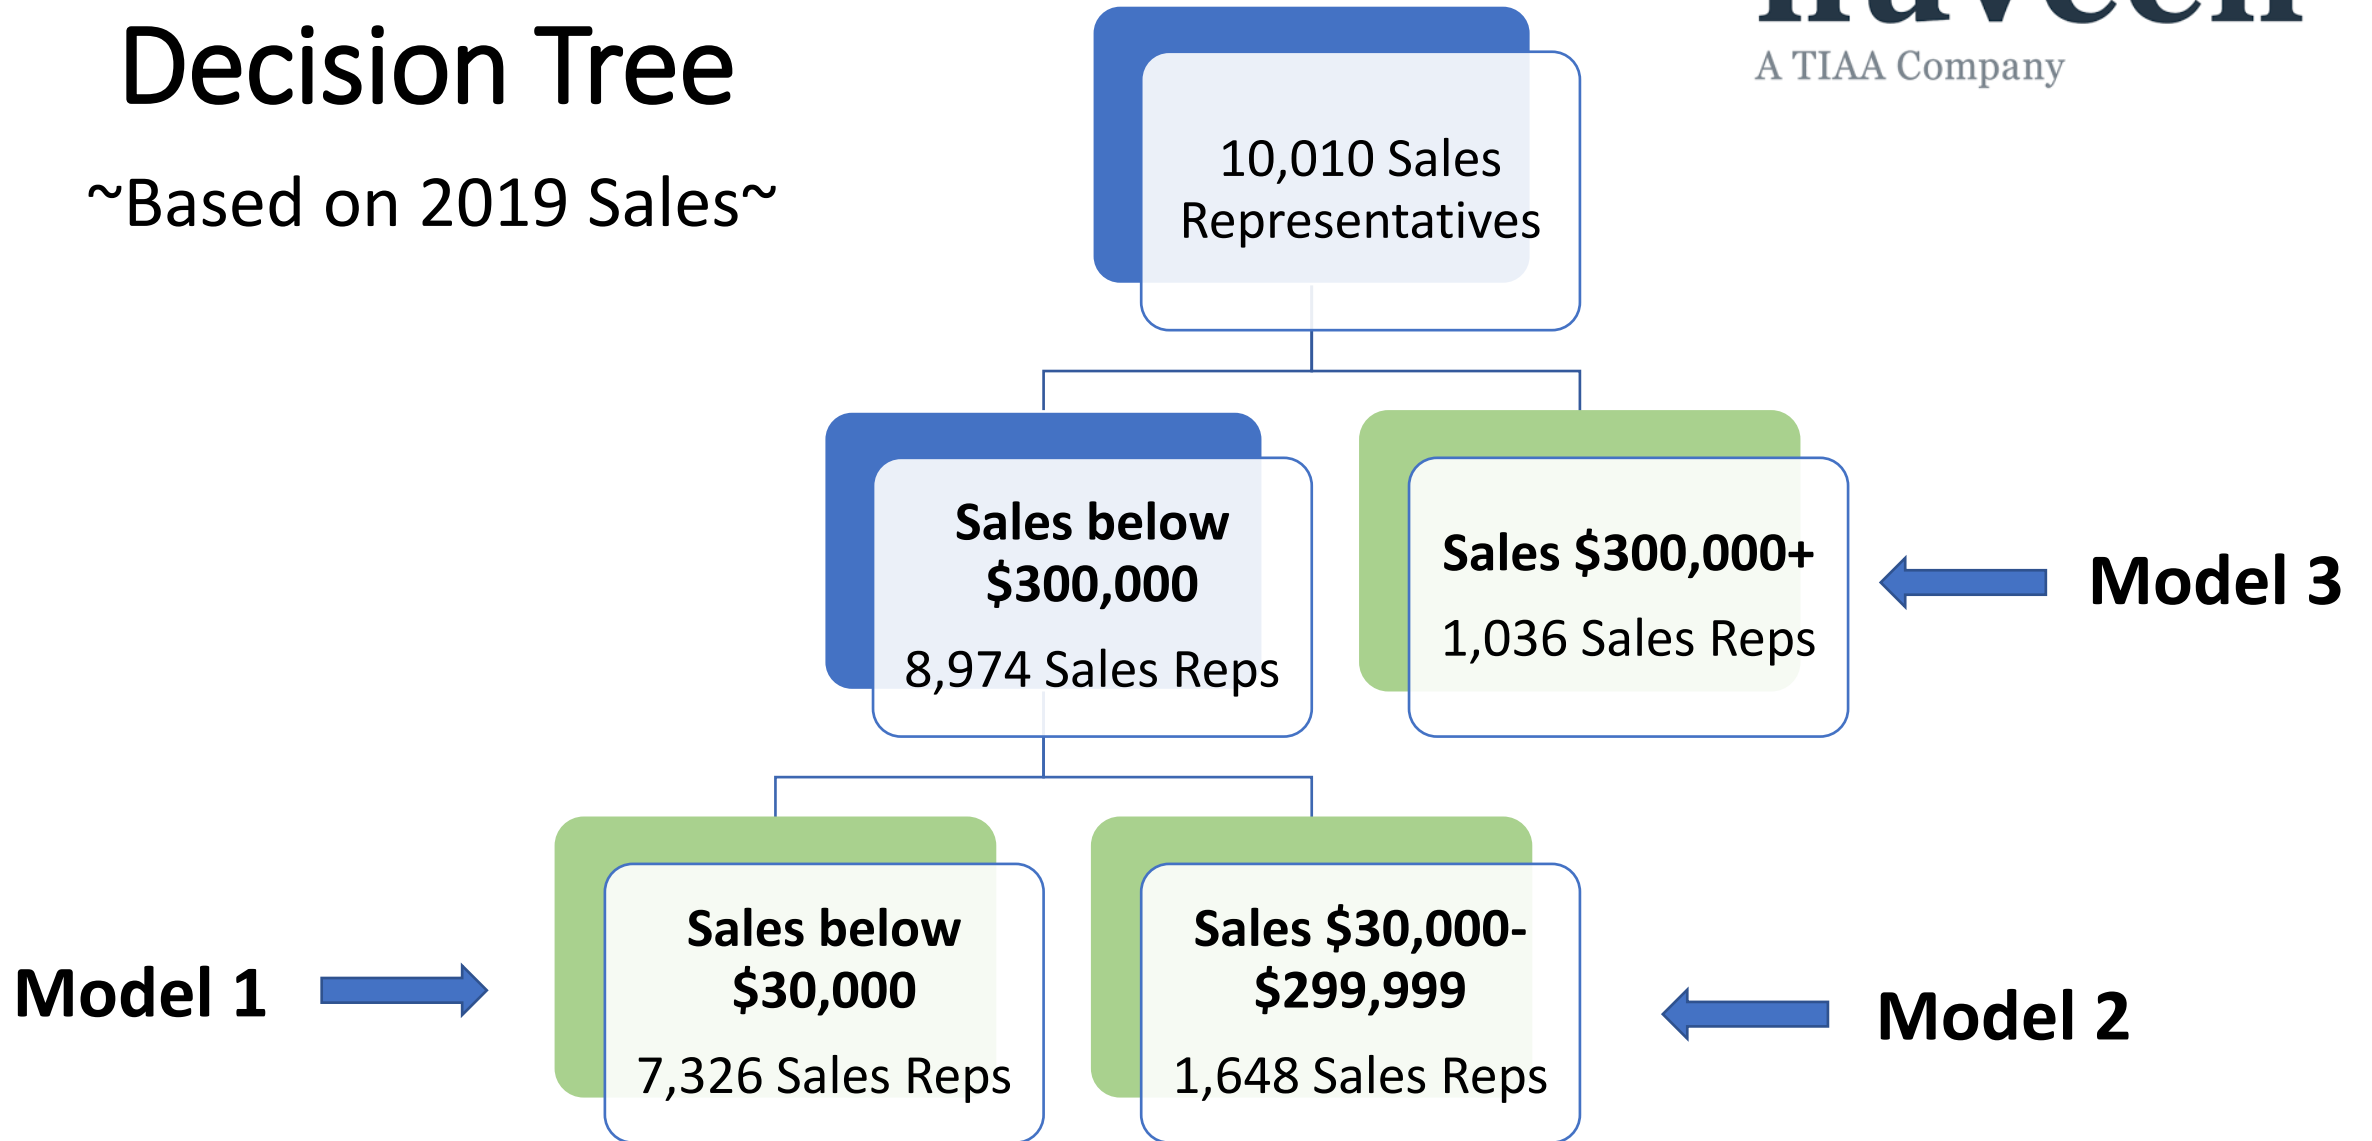 Decision Tree
~Based on 2019 Sales~
A TIAA Company
10,010 Sales
Representatives
Sales below
$300,000
8,974 Sales Reps
Sales $300,000+
1,036 Sales Reps
Model 3
Sales below
$30,000
7,326 Sales Reps
Sales $30,000-
$299,999
1,648 Sales Reps
Model 1
Model 2